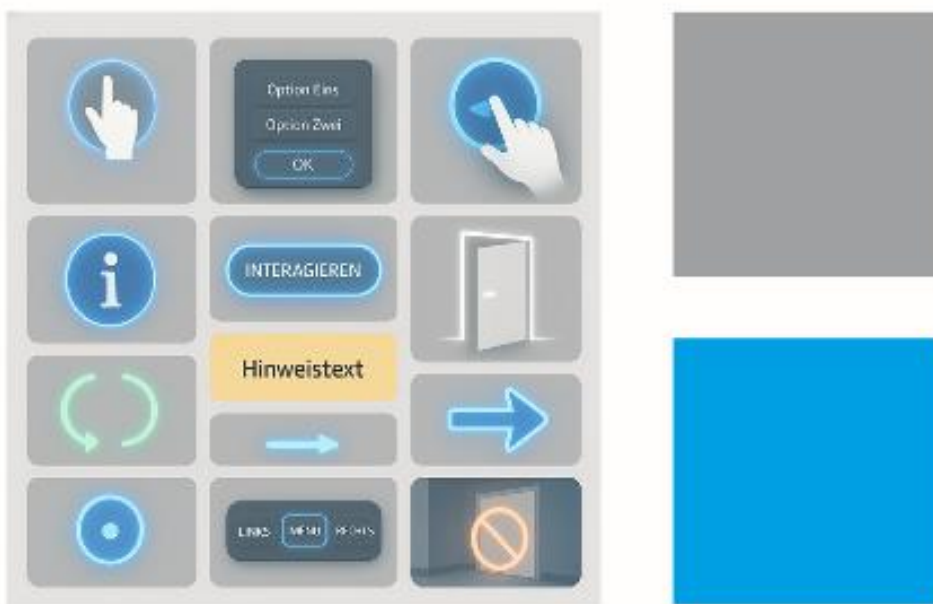 Option Eins
Option Zwei
OK
i
INTERAGIEREN
Hinweistext
LINKS MENÜ RECHTS